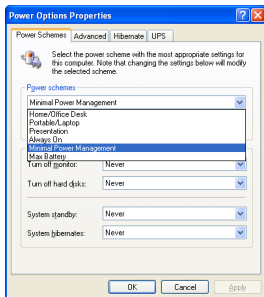 Power Options Properties
Power Schemes Advanced Hibernate UPS
Select the power scheme with the most appropriate settings for
this computer. Note that changing the settings below will modify
the selected scheme.
Power schemes
Minimal Power Management
Home/Office Desk
Portable/Laptop
Presentation
Always On
Minimal Power Management
Max Battery
Turn off monitor: Never
Turn off hard disks: Never
System standby: Never
System hibernates: Never
OK Cancel Apply